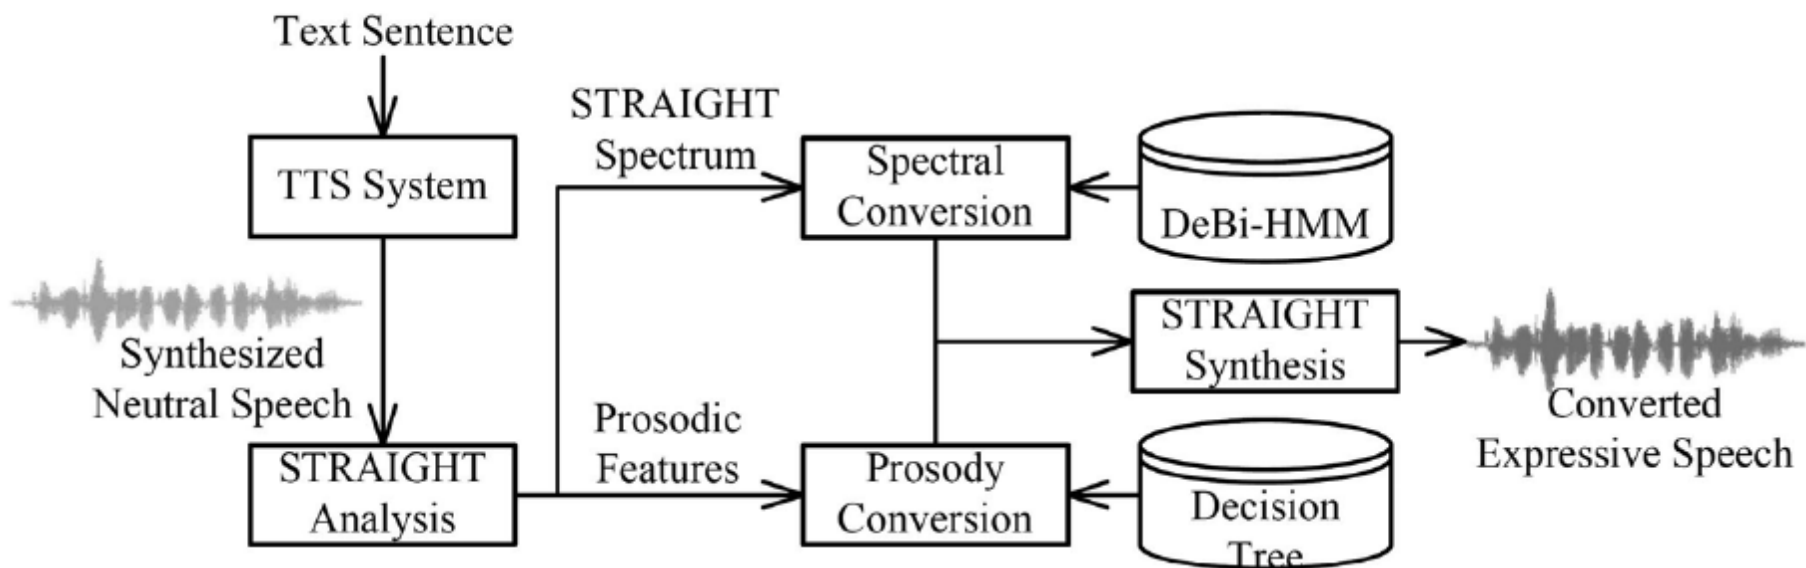 Text Sentence
TTS System
Synthesized
Neutral Speech
STRAIGHT
Analysis
STRAIGHT
Spectrum
Prosodic
Features
Spectral
Conversion
Prosody
Conversion
DeBi-HMM
STRAIGHT
Synthesis
Decision
Tree
Converted
Expressive Speech